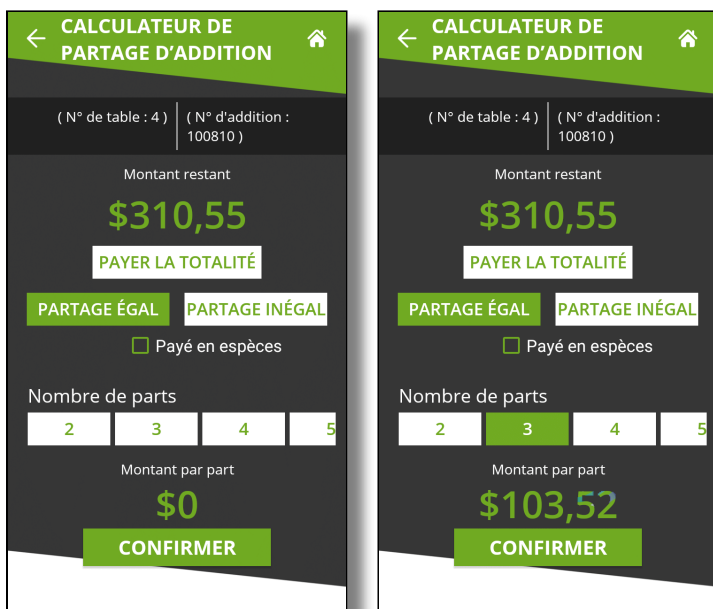 CALCULATEUR DE
PARTAGE D'ADDITION
( N° de table : 4 )
( N° d'addition :
100810 )
Montant restant
$310,55
PAYER LA TOTALITÉ
PARTAGE ÉGAL
PARTAGE INÉGAL
Payé en espèces
Nombre de parts
2 3 4 5
Montant par part
$0
CONFIRMER
CALCULATEUR DE
PARTAGE D'ADDITION
( N° de table : 4 )
( N° d'addition :
100810 )
Montant restant
$310,55
PAYER LA TOTALITÉ
PARTAGE ÉGAL
PARTAGE INÉGAL
Payé en espèces
Nombre de parts
2 3 4 5
Montant par part
$103,52
CONFIRMER